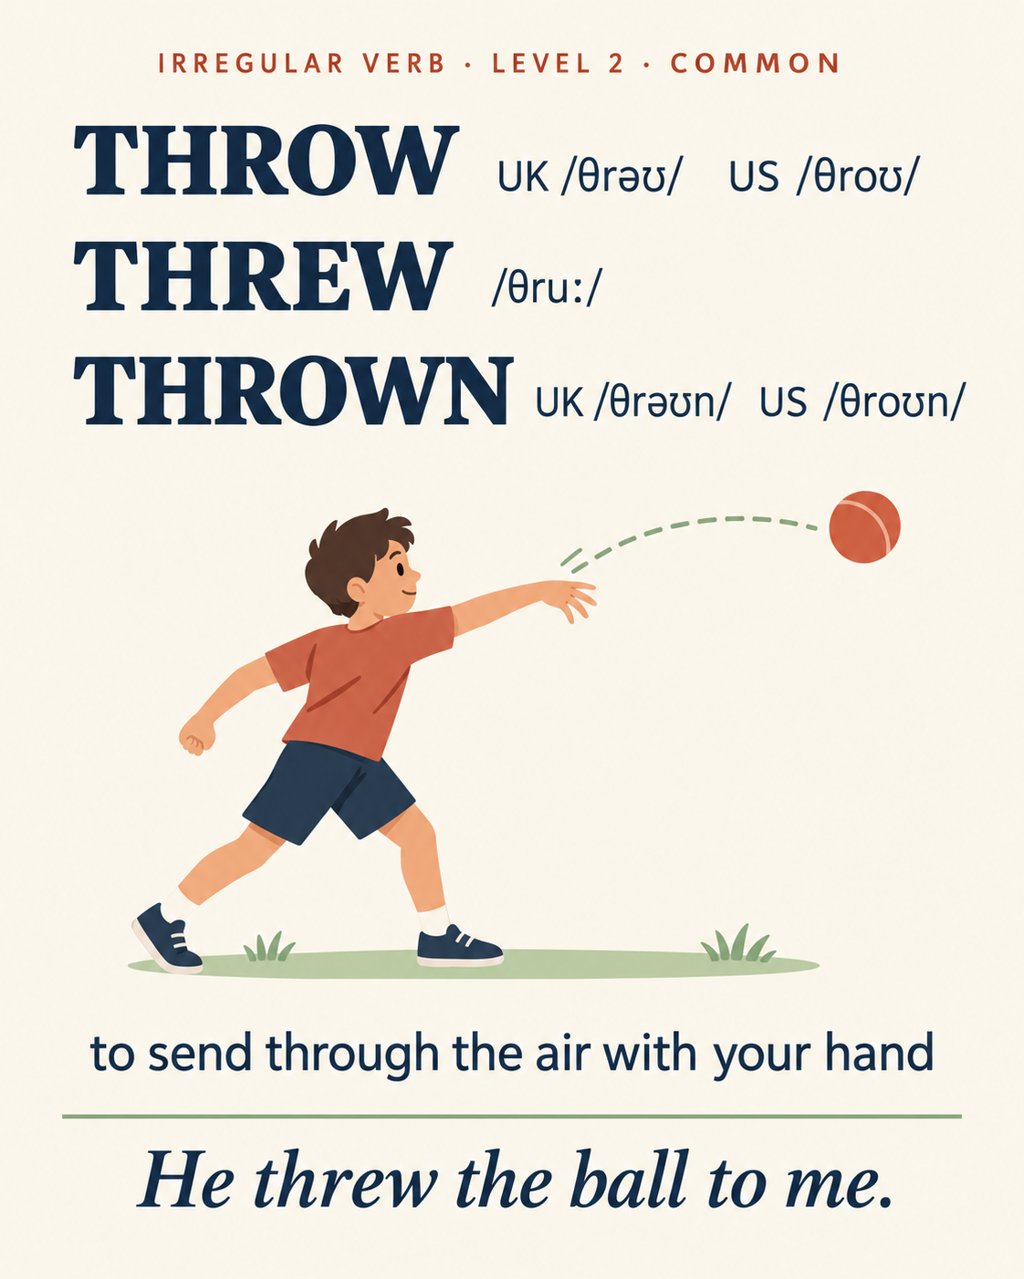 IRREGULAR VERB · LEVEL 2 · COMMON
THROW UK /θrəʊ/ US /θroʊ/
THREW /θruː/
THROWN UK /θrəʊn/ US /θroʊn/
to send through the air with your hand
He threw the ball to me.